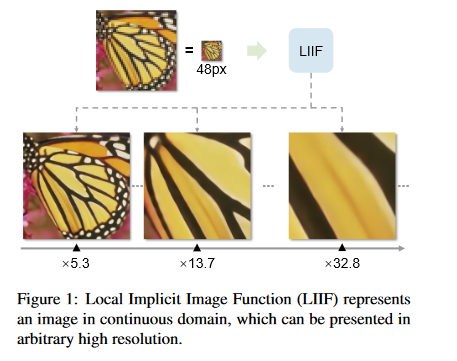 =
48px
LIIF
×5.3
×13.7
×32.8
Figure 1: Local Implicit Image Function (LIIF) represents
an image in continuous domain, which can be presented in
arbitrary high resolution.